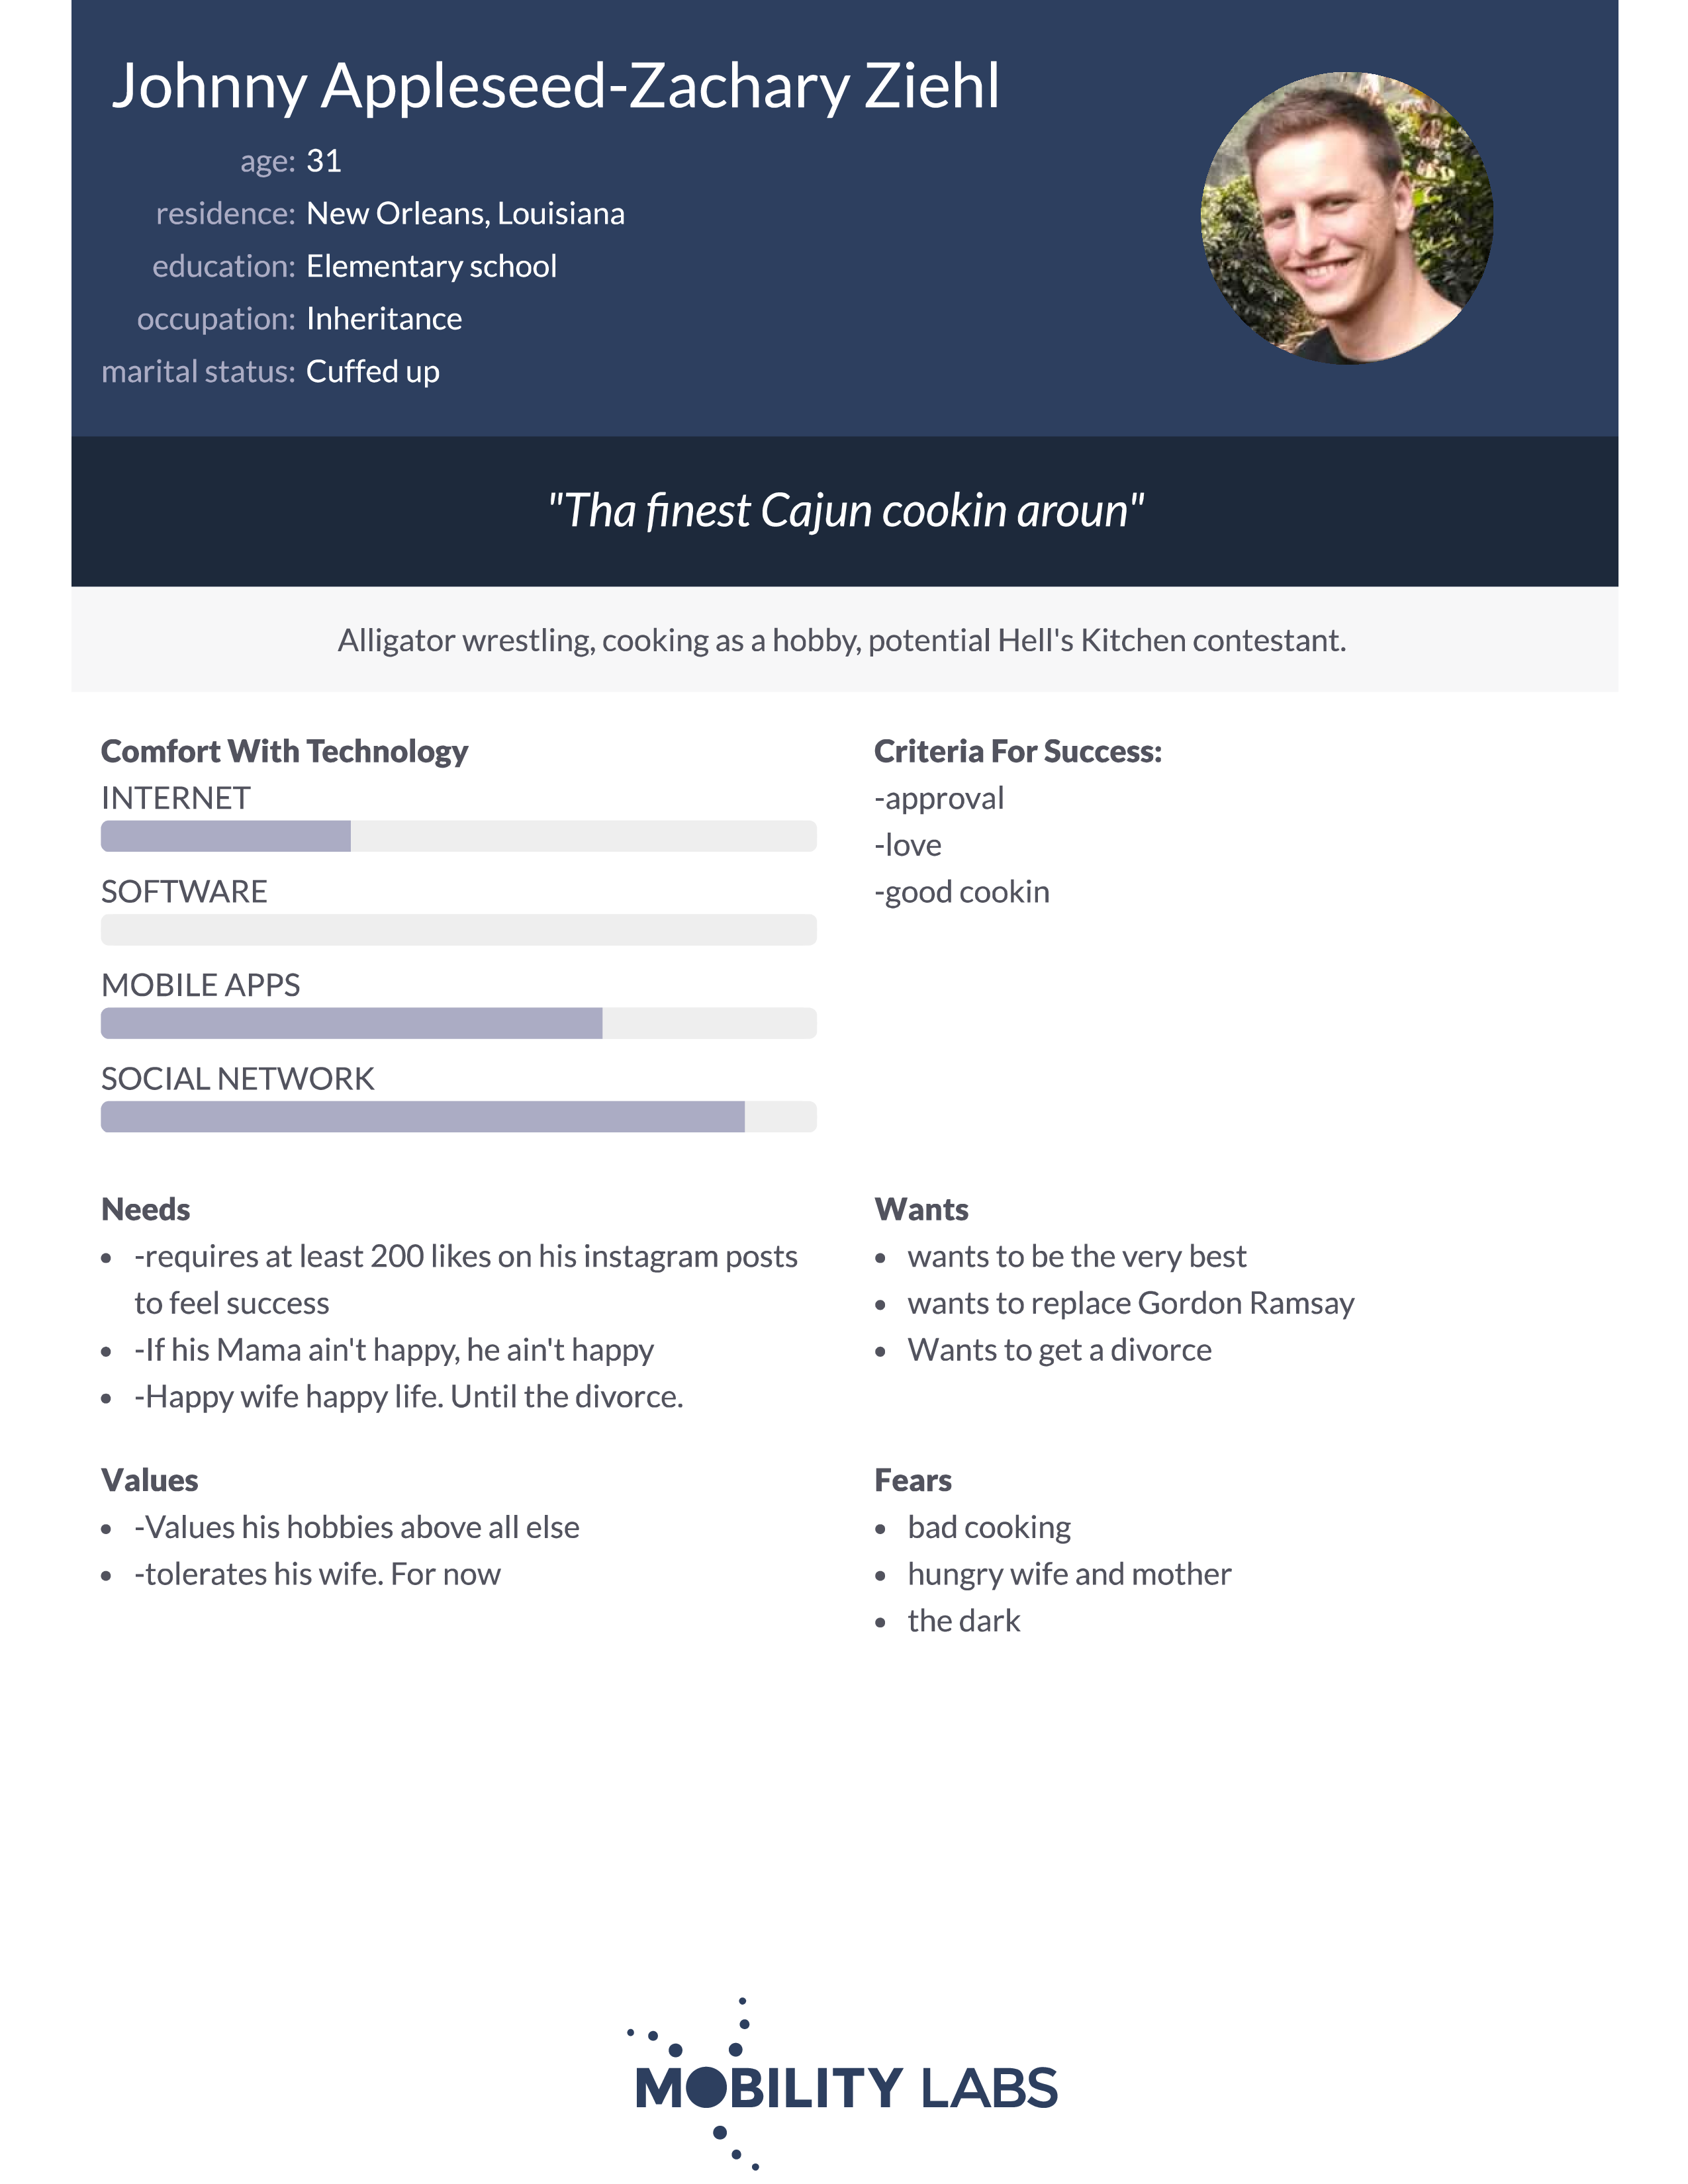 Johnny Appleseed-Zachary Ziehl
age: 31
residence: New Orleans, Louisiana
education: Elementary school
occupation: Inheritance
marital status: Cuffed up
"Tha finest Cajun cookin aroun"
Alligator wrestling, cooking as a hobby, potential Hell's Kitchen contestant.
Comfort With Technology
INTERNET
SOFTWARE
MOBILE APPS
SOCIAL NETWORK
Criteria For Success:
-approval
-love
-good cookin
Needs
• -requires at least 200 likes on his instagram posts
to feel success
• -If his Mama ain't happy, he ain't happy
• -Happy wife happy life. Until the divorce.
Wants
• wants to be the very best
• wants to replace Gordon Ramsay
• Wants to get a divorce
Values
• -Values his hobbies above all else
• -tolerates his wife. For now
Fears
• bad cooking
• hungry wife and mother
• the dark
MOBILITY LABS